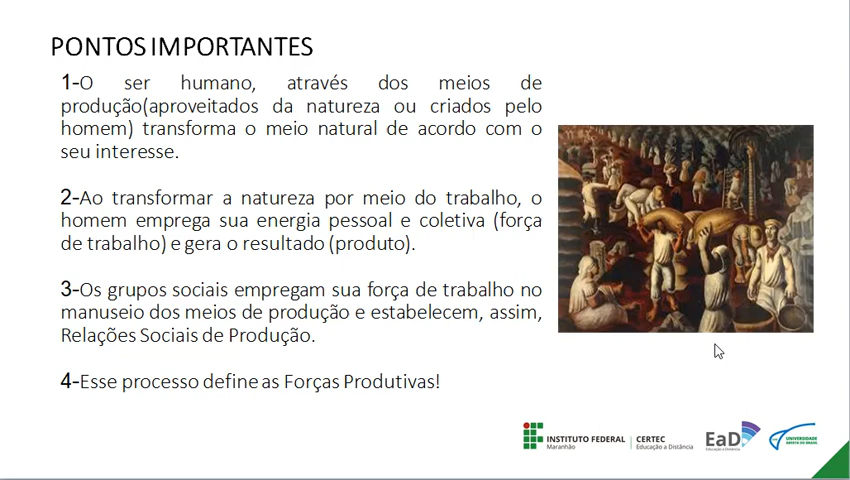 PONTOS IMPORTANTES
1-O ser humano, através dos meios de
produção(aproveitados da natureza ou criados pelo
homem) transforma o meio natural de acordo com o
seu interesse.
2-Ao transformar a natureza por meio do trabalho, o
homem emprega sua energia pessoal e coletiva (força
de trabalho) e gera o resultado (produto).
3-Os grupos sociais empregam sua força de trabalho no
manuseio dos meios de produção e estabelecem, assim,
Relações Sociais de Produção.
4-Esse processo define as Forças Produtivas!
INSTITUTO FEDERAL
Maranhão
CERTEC
Educação a Distância
EaD
Educação a Distância
UNIVERSIDADE
ABERTA DO BRASIL